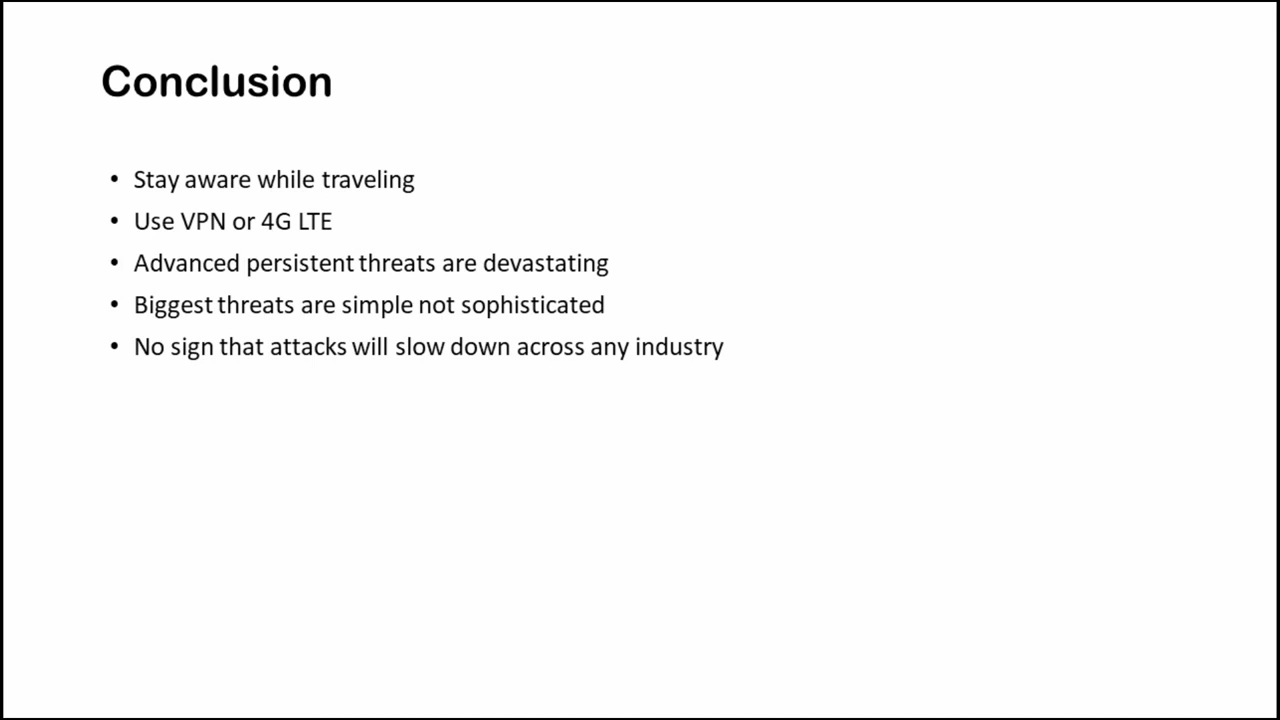 Conclusion
• Stay aware while traveling
• Use VPN or 4G LTE
• Advanced persistent threats are devastating
• Biggest threats are simple not sophisticated
• No sign that attacks will slow down across any industry